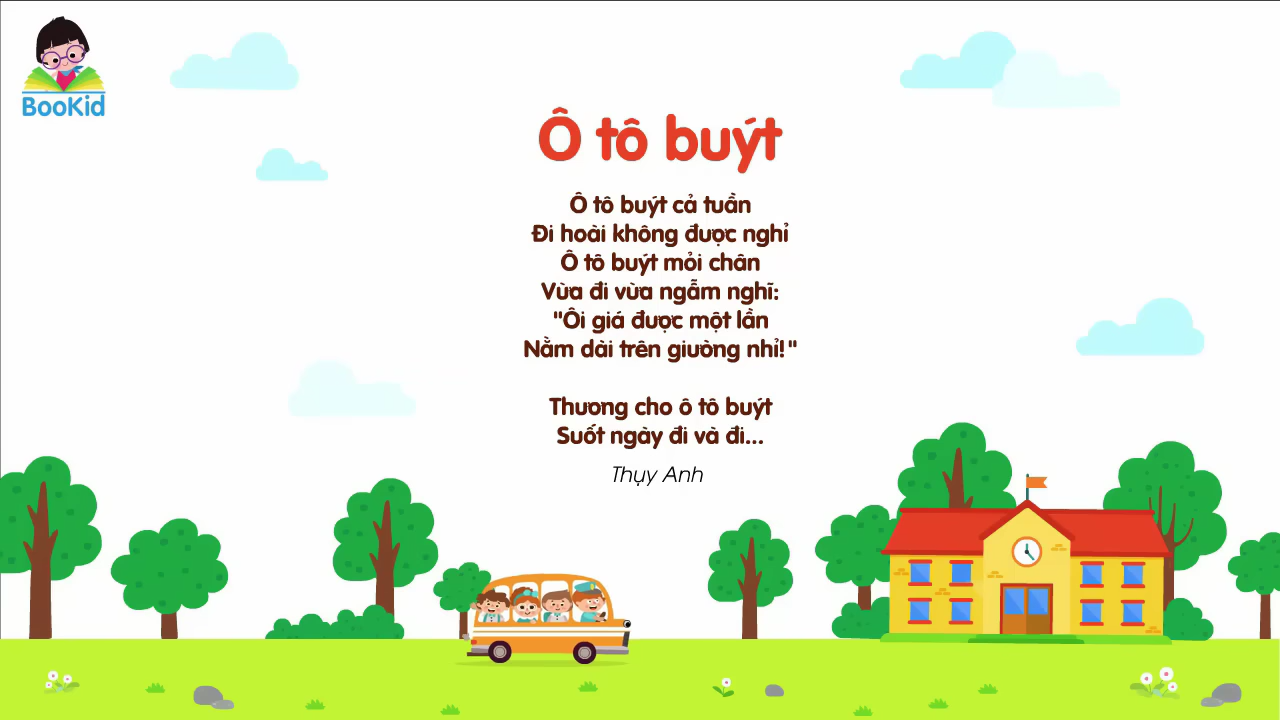 BooKid
Ô tô buýt
Ô tô buýt cả tuần
Đi hoài không được nghỉ
Ô tô buýt mỏi chân
Vừa đi vừa ngẫm nghĩ:
"Ôi giá được một lần
Nằm dài trên giường nhỉ!"
Thương cho ô tô buýt
Suốt ngày đi và đi...
Thụy Anh